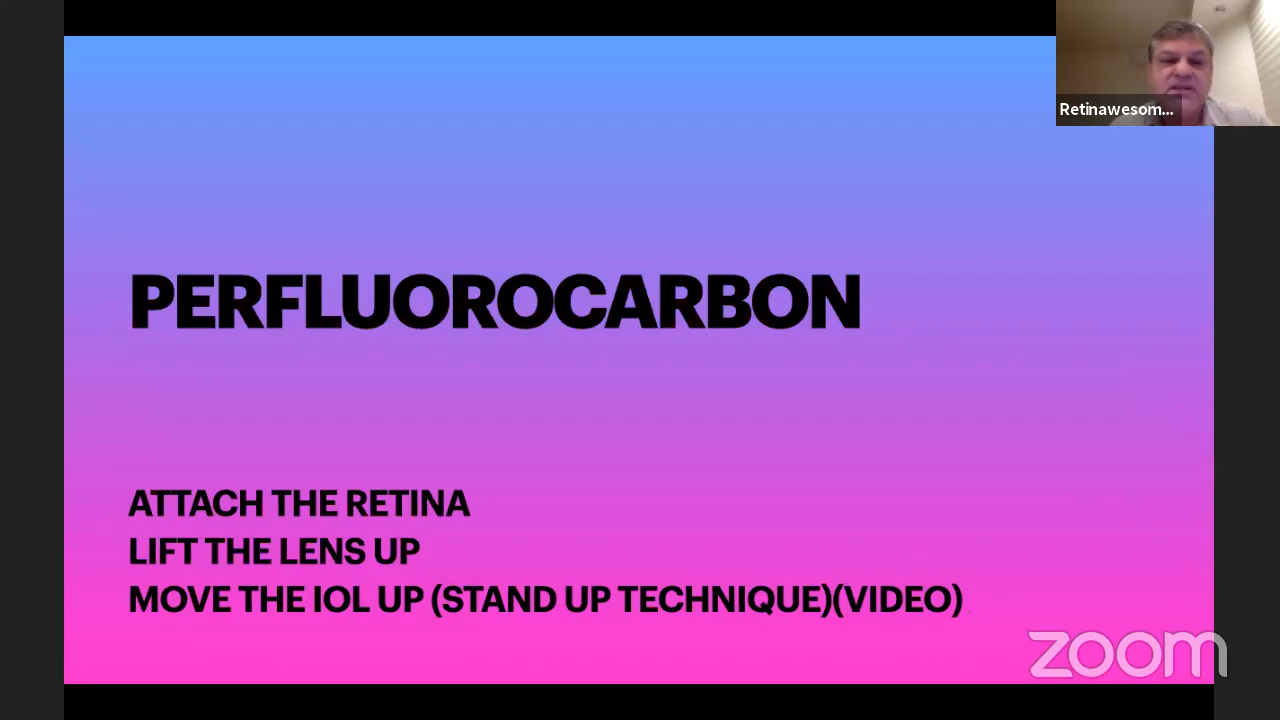 Retinawesom...
PERFLUOROCARBON
ATTACH THE RETINA
LIFT THE LENS UP
MOVE THE IOL UP (STAND UP TECHNIQUE)(VIDEO)
zoom